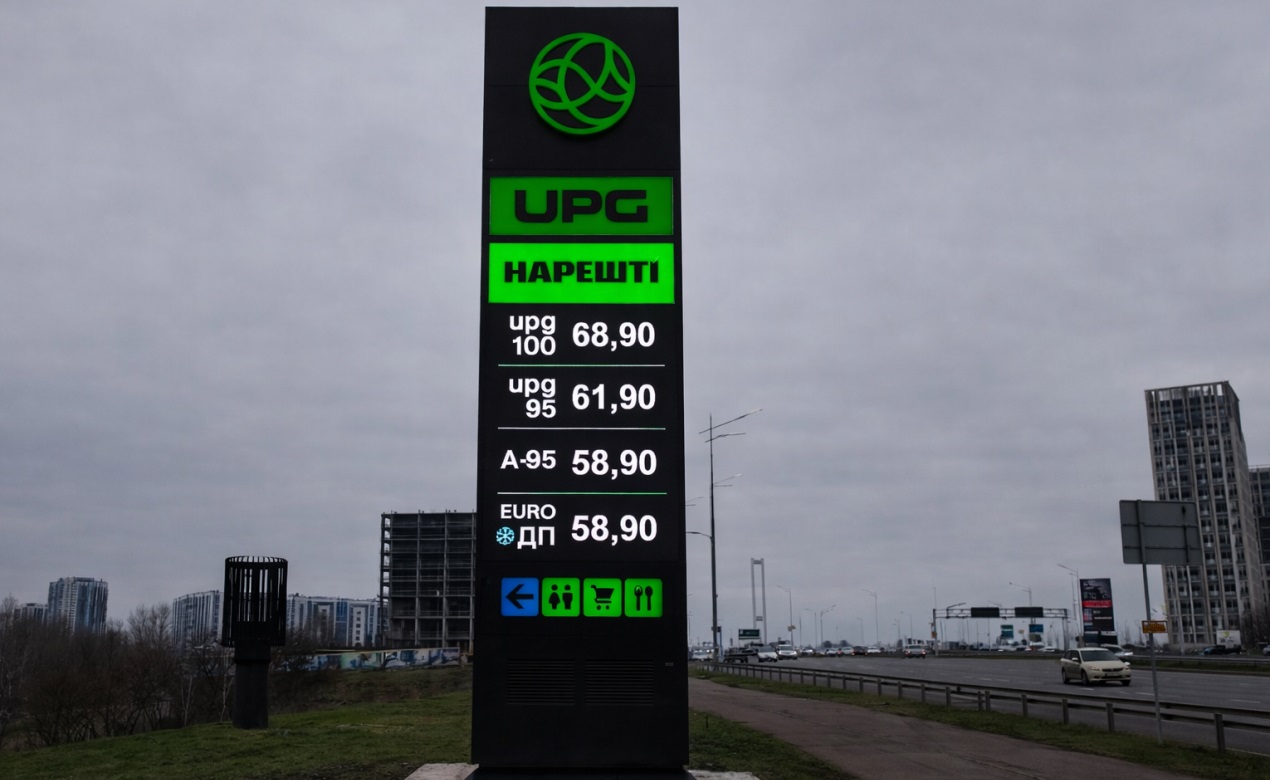 UPG
НАРЕШТІ
upg
100 68,90
upg
95 61,90
А-95 58,90
EURO
ДП 58,90